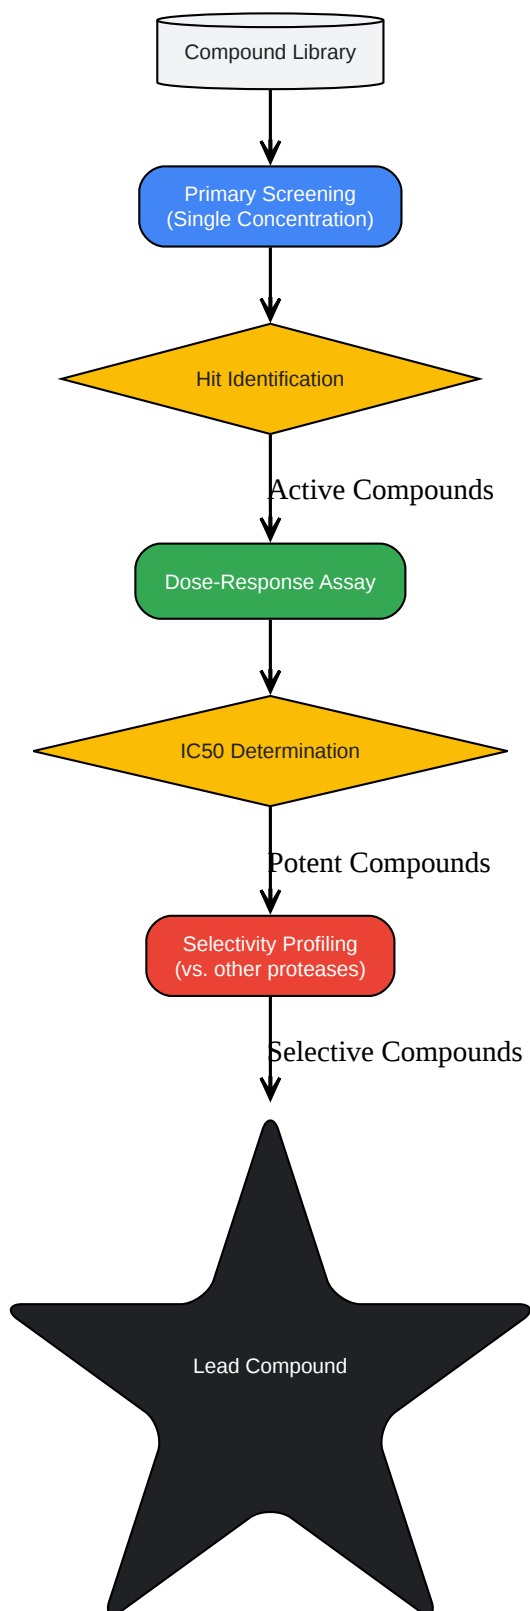 Compound Library
Primary Screening
(Single Concentration)
Hit Identification
Active Compounds
Dose-Response Assay
IC50 Determination
Potent Compounds
Selectivity Profiling
(vs. other proteases)
Selective Compounds
Lead Compound